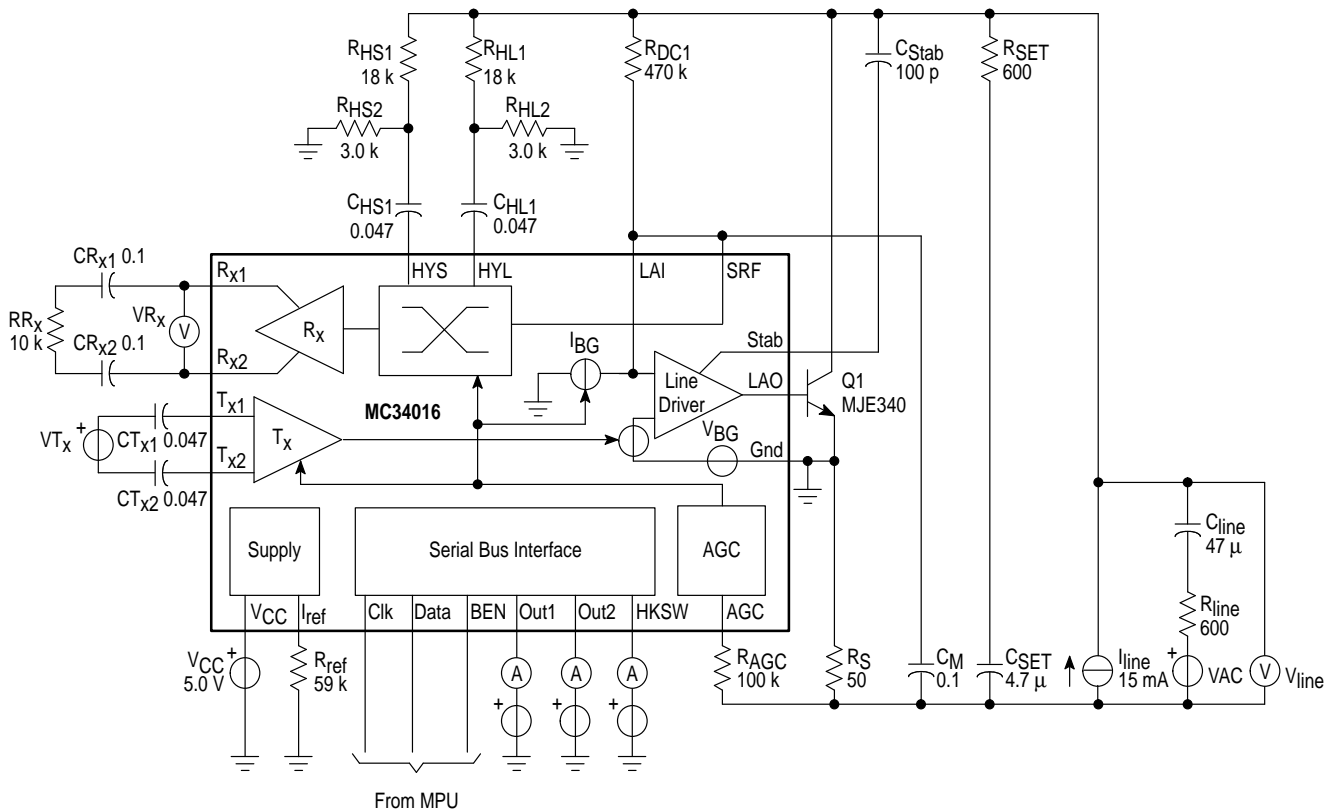 RHS1
18 k
RHL1
18 k
RDC1
470 k
CStab
100 p
RSET
600
RHS2
3.0 k
RHL2
3.0 k
CHS1
0.047
CHL1
0.047
HYS
HYL
LAI
SRF
CRx1 0.1
RRx
10 k
VRx
V
CRx2 0.1
Rx1
Rx2
Rx
IBG
Stab
Line
Driver
LAO
Q1
MJE340
MC34016
VTx
+
CTx1
0.047
CTx2 0.047
Tx1
Tx2
Tx
VBG
Gnd
Supply
Serial Bus Interface
AGC
VCC
Iref
Clk
Data
BEN
Out1
Out2
HKSW
AGC
VCC
5.0 V
+
Rref
59 k
A
A
A
+
+
+
RAGC
100 k
RS
50
CM
0.1
CSET
4.7 µ
Iline
15 mA
Cline
47 µ
Rline
600
+
VAC
V
Vline
From MPU